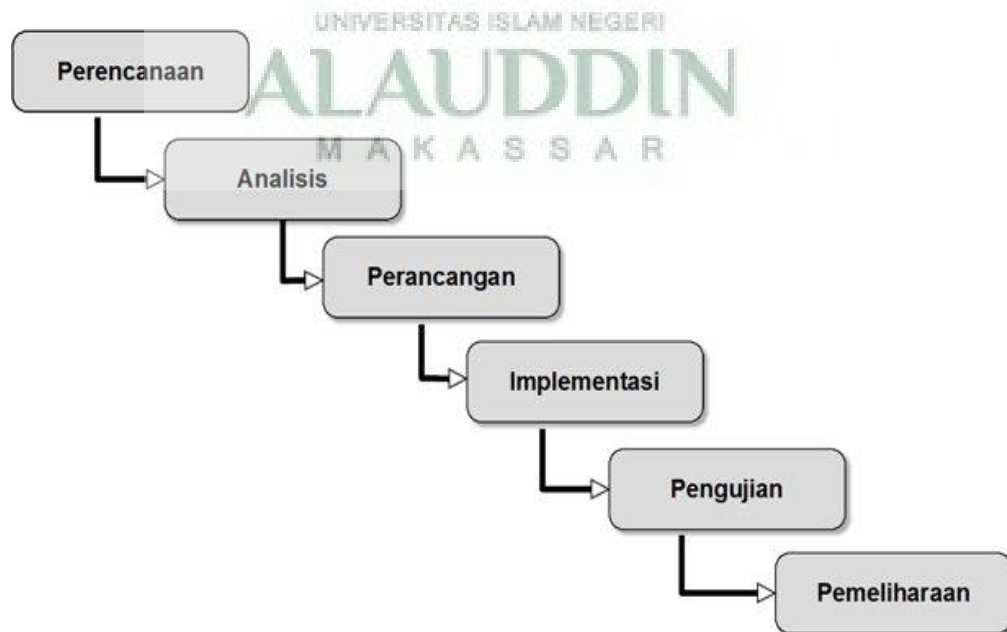 UNIVERSITAS ISLAM NEGERI
ALAUDDIN
MAKASSAR
Perencanaan
Analisis
Perancangan
Implementasi
Pengujian
Pemeliharaan